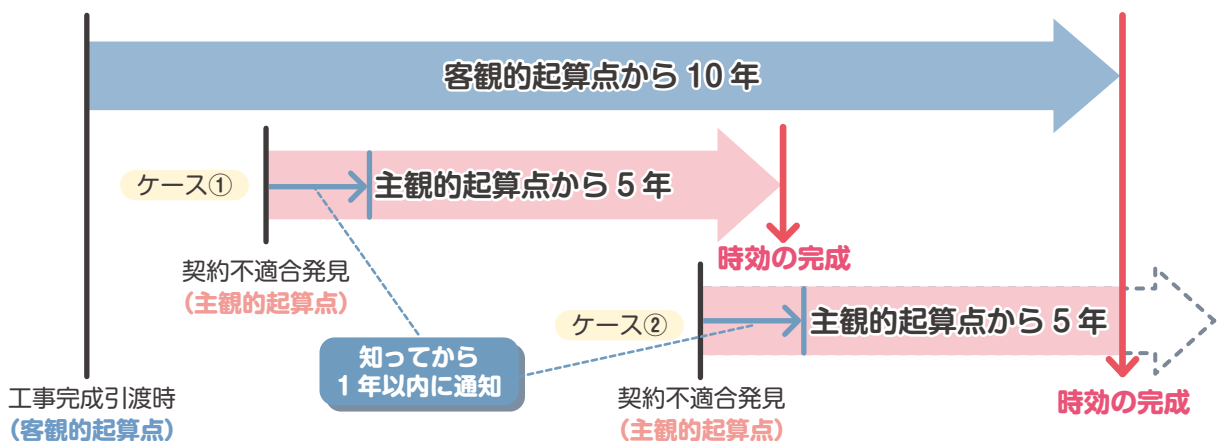 客観的起算点から 10 年
ケース①
主観的起算点から 5 年
契約不適合発見
(主観的起算点)
時効の完成
ケース②
主観的起算点から 5 年
知ってから
1 年以内に通知
工事完成引渡時
(客観的起算点)
契約不適合発見
(主観的起算点)
時効の完成